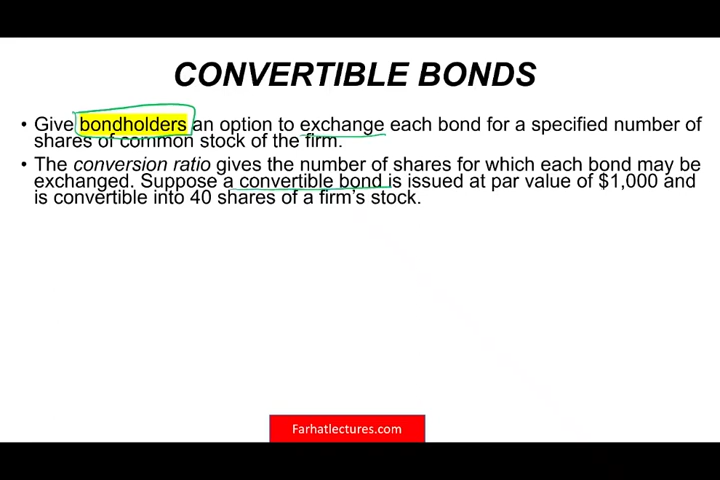 CONVERTIBLE BONDS
• Give bondholders an option to exchange each bond for a specified number of
shares of common stock of the firm.
• The conversion ratio gives the number of shares for which each bond may be
exchanged. Suppose a convertible bond is issued at par value of $1,000 and
is convertible into 40 shares of a firm's stock.
Farhatlectures.com